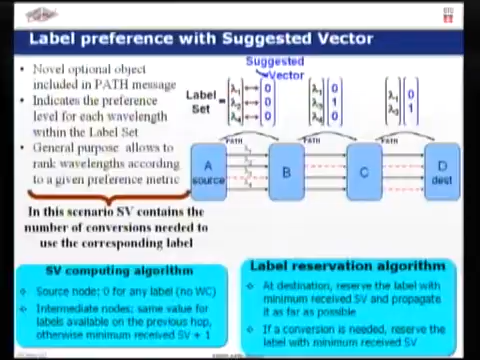 Label preference with Suggested Vector
Novel optional object
included in PATH message
Indicates the preference
level for each wavelength
within the Label Set
General purpose allows to
rank wavelengths according
to a given preference metric
In this scenario SV contains the
number of conversions needed to
use the corresponding label
Suggested
Vector
Label
Set
=
λ1 ↔ 0
λ2 ↔ 0
λ4 ↔ 0
0
λ3 1
0
λ1 0
λ3 1
PATH
PATH
PATH
A
source
B
C
D
dest
SV computing algorithm
Source node: 0 for any label (no WC)
Intermediate nodes: same value for
labels available on the previous hop,
otherwise minimum received SV + 1
Label reservation algorithm
At destination, reserve the label with
minimum received SV and propagate
it as far as possible
If a conversion is needed, reserve the
label with minimum received SV